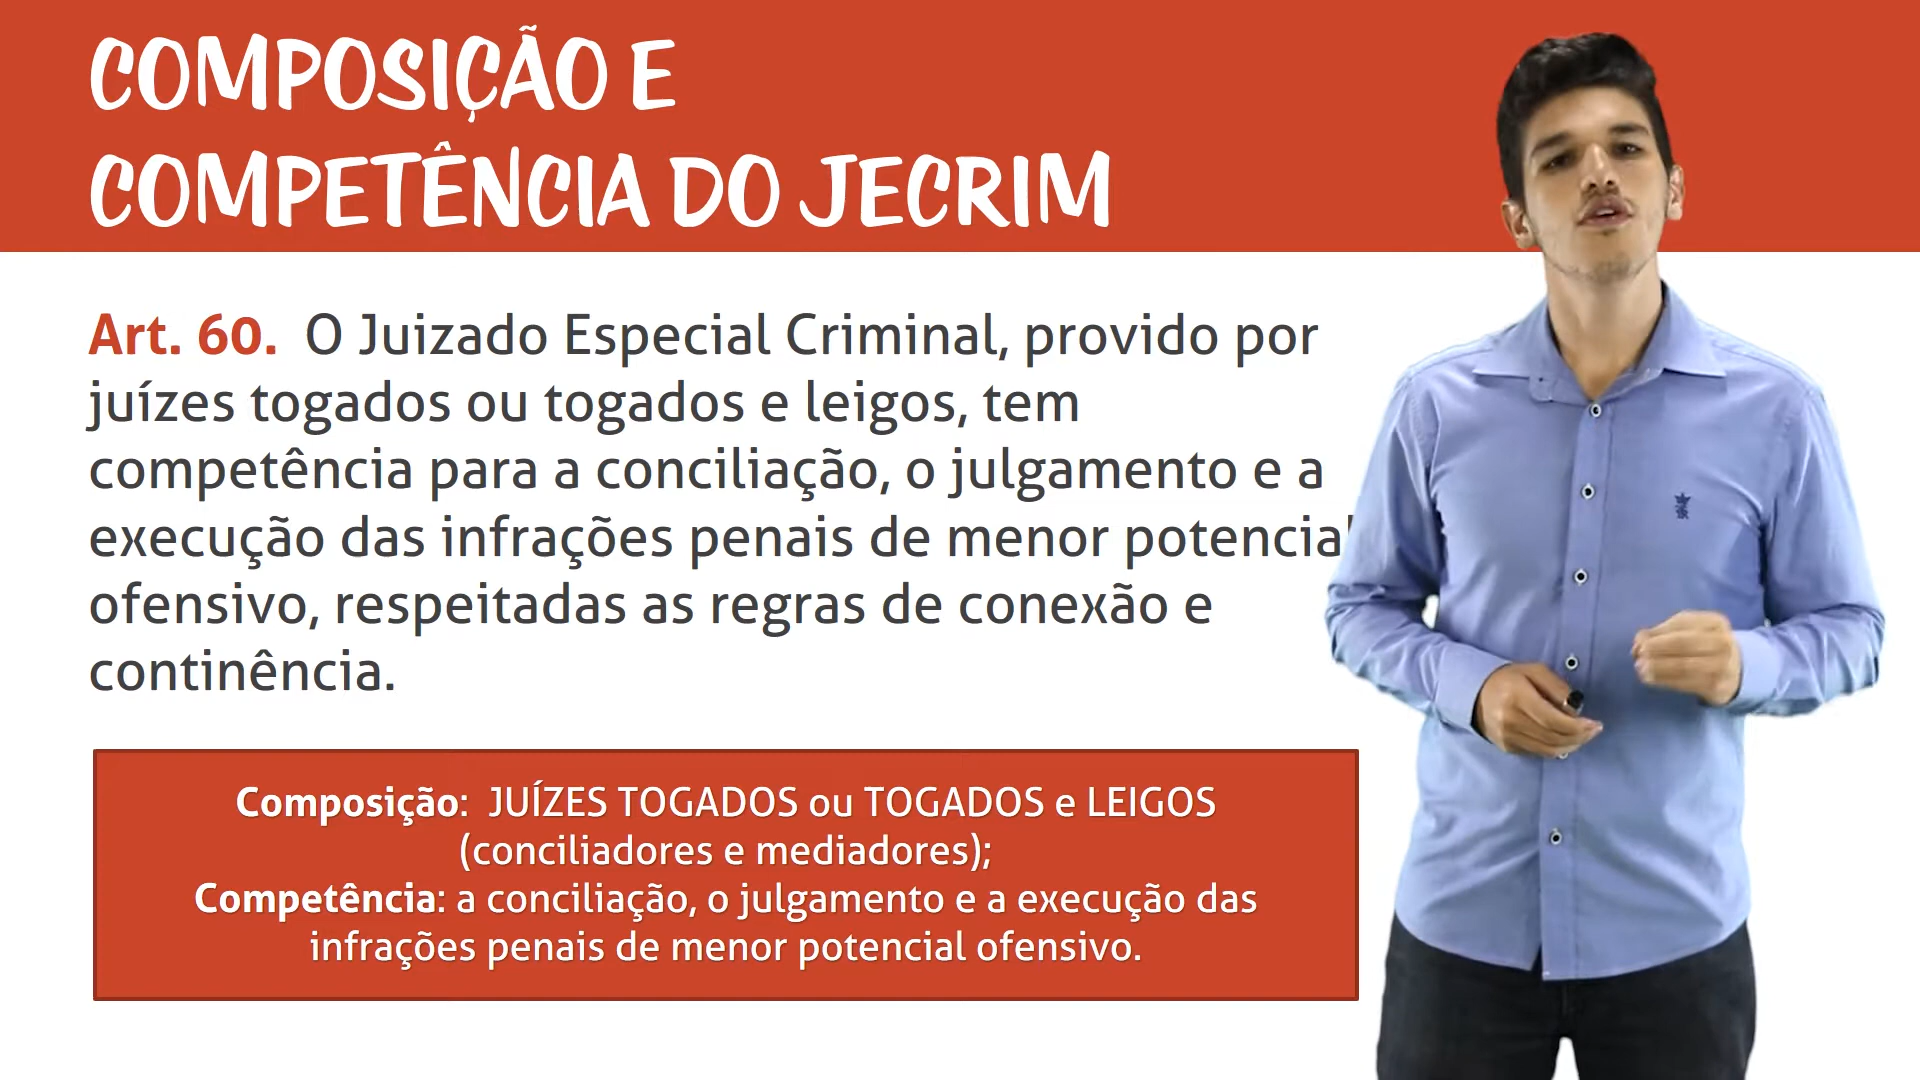 COMPOSIÇÃO E
COMPETÊNCIA DO JECRIM
Art. 60. O Juizado Especial Criminal, provido por
juízes togados ou togados e leigos, tem
competência para a conciliação, o julgamento e a
execução das infrações penais de menor potencial
ofensivo, respeitadas as regras de conexão e
continência.
Composição: JUÍZES TOGADOS ou TOGADOS e LEIGOS
(conciliadores e mediadores);
Competência: a conciliação, o julgamento e a execução das
infrações penais de menor potencial ofensivo.